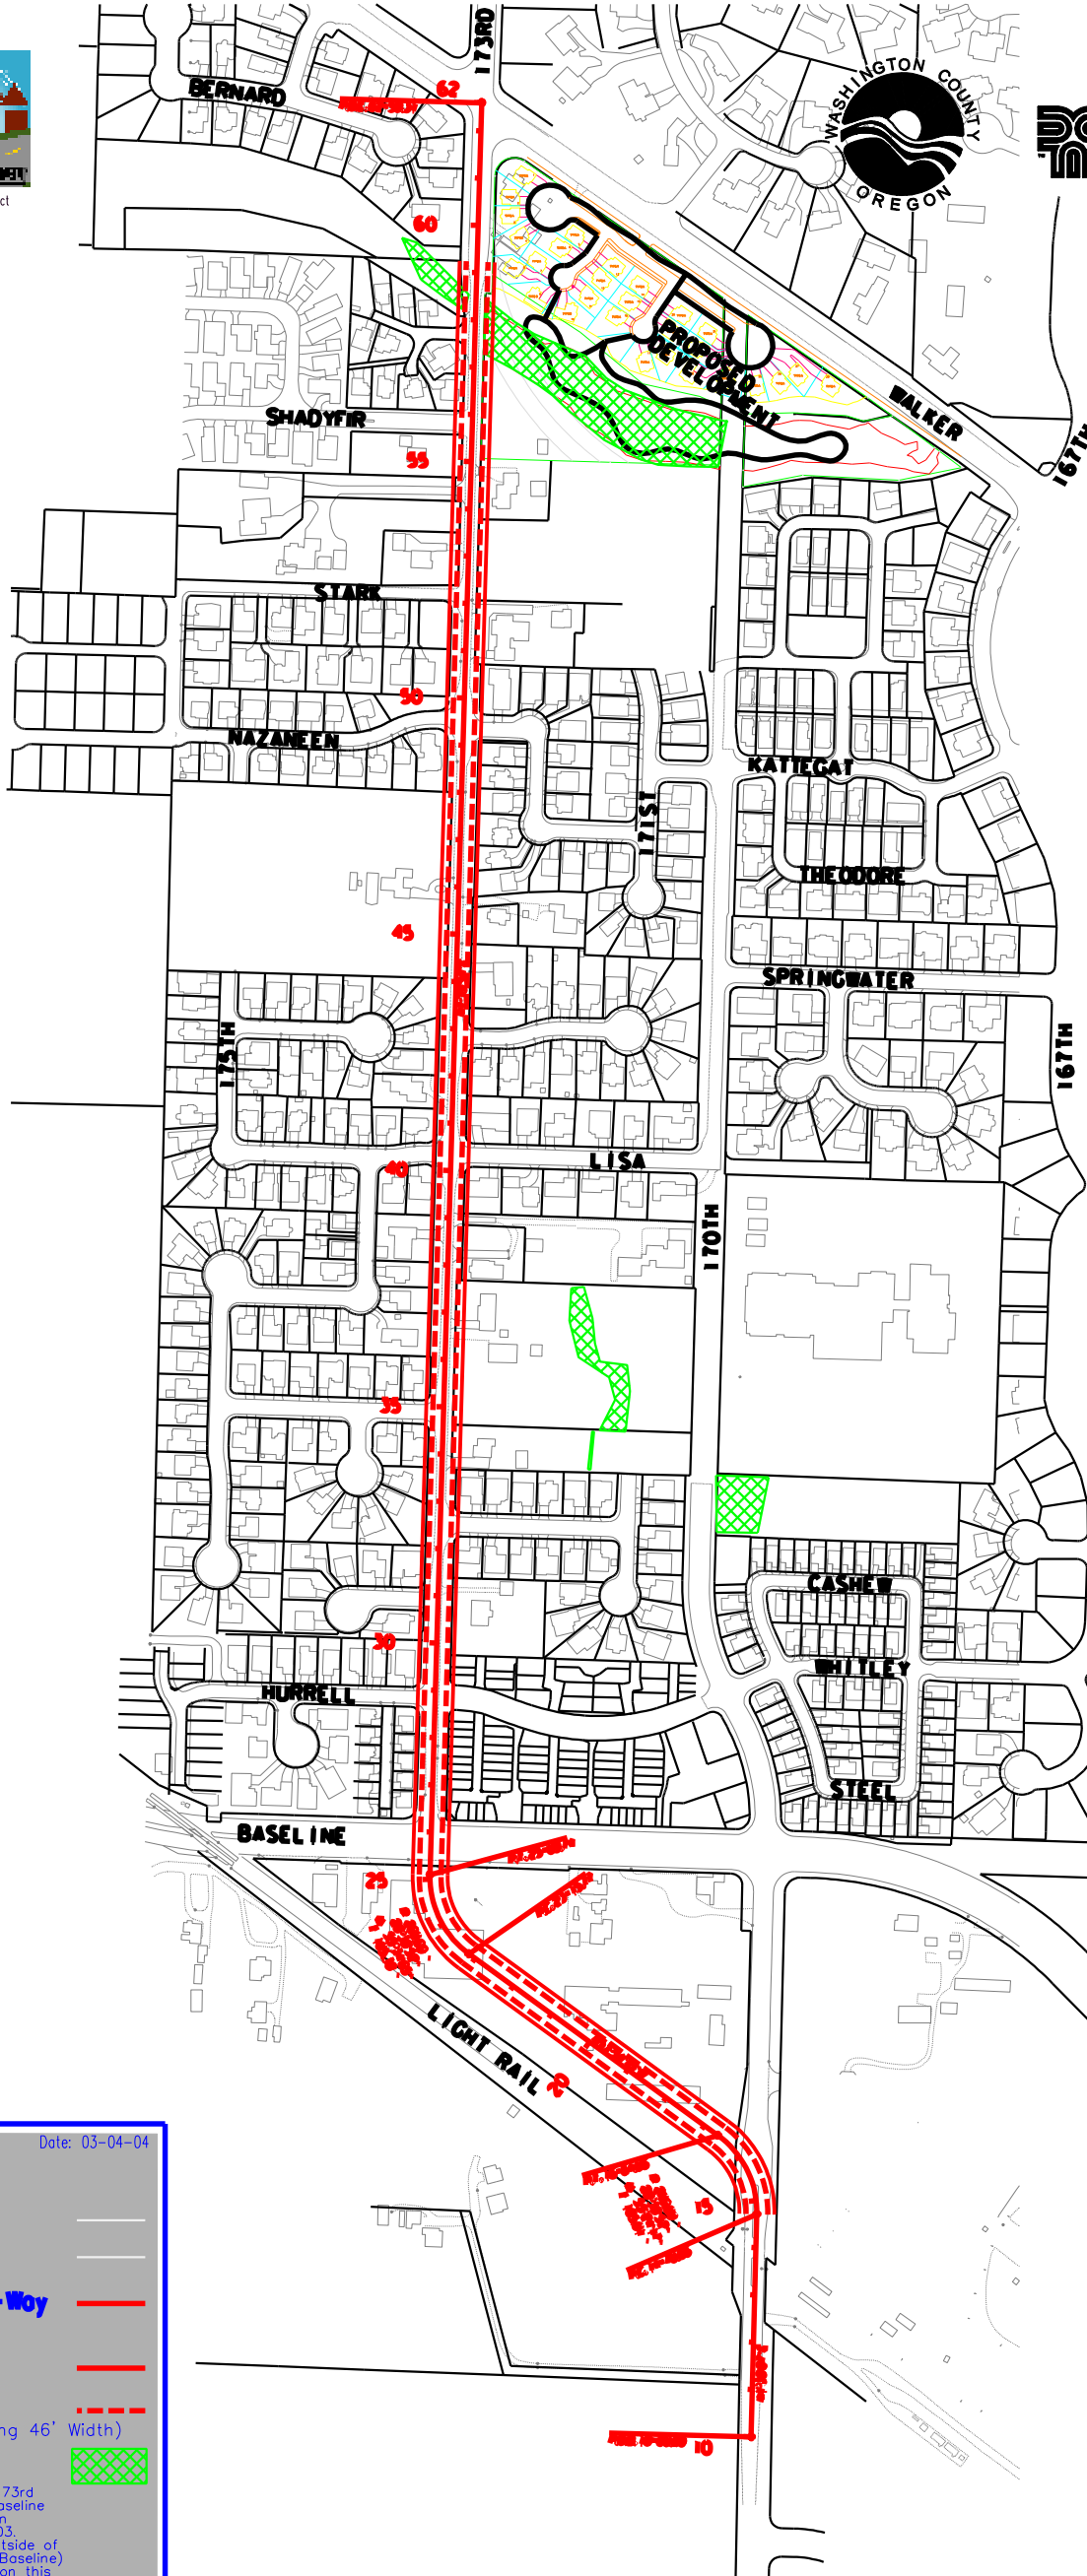 173RD
BERNARD
62
WASHINGTON COUNTY
OREGON
ct
60
PROPOSED
DEVELOPMENT
WALKER
167TH
SHADYFIR
55
STARK
50
NAZANEEN
KATTEGAT
171ST
THEODORE
45
SPRINGWATER
175TH
167TH
40
LISA
170TH
35
CASHEW
30
WHITLEY
HURRELL
STEEL
BASELINE
25
LIGHT RAIL
20
Date: 03-04-04
15
-Way
ng 46' Width)
10
73rd
aseline
n
03.
tside of
Baseline)
on this